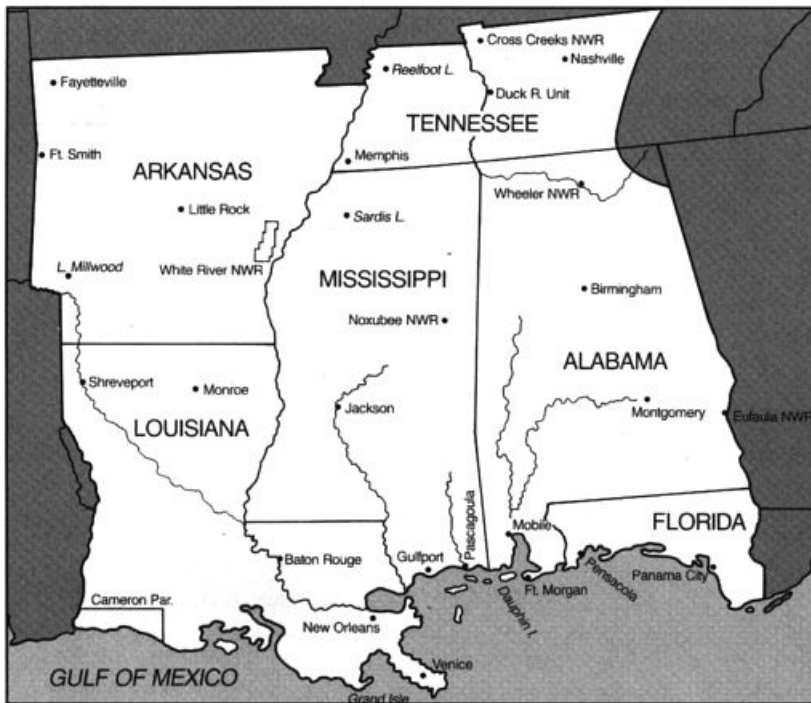 Cross Creeks NWR
Nashville
Reelfoot L.
Fayetteville
Duck R. Unit
TENNESSEE
Ft. Smith
Memphis
ARKANSAS
Wheeler NWR
Little Rock
Sardis L.
White River NWR
L. Millwood
MISSISSIPPI
Birmingham
Noxubee NWR
ALABAMA
Shreveport
Monroe
Jackson
Montgomery
Eufaula NWR
LOUISIANA
Pascagoula
Mobile
FLORIDA
Baton Rouge
Gulfport
Dauphin I.
Ft. Morgan
Pensacola
Panama City
Cameron Par.
New Orleans
Venice
GULF OF MEXICO
Grand Isle